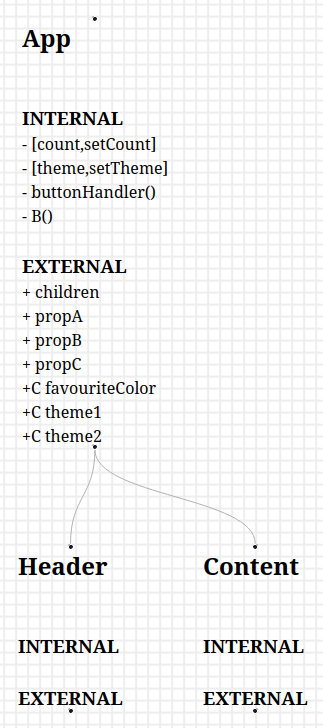 App
INTERNAL
- [count,setCount]
- [theme,setTheme]
- buttonHandler()
- B()
EXTERNAL
+ children
+ propA
+ propB
+ propC
+C favouriteColor
+C theme1
+C theme2
Header
INTERNAL
EXTERNAL
Content
INTERNAL
EXTERNAL